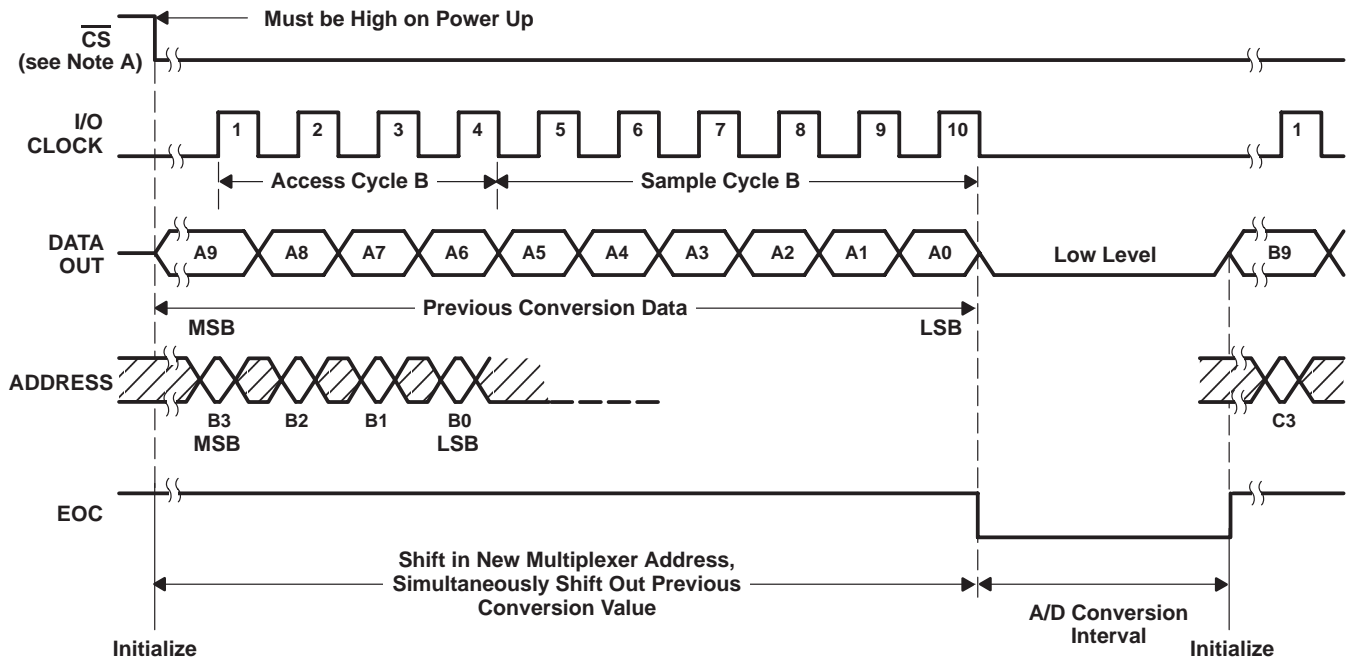 Must be High on Power Up
CS
(see Note A)
I/O
CLOCK
1 2 3 4 5 6 7 8 9 10 1
Access Cycle B Sample Cycle B
DATA
OUT
A9 A8 A7 A6 A5 A4 A3 A2 A1 A0 Low Level B9
Previous Conversion Data
MSB LSB
ADDRESS
B3 B2 B1 B0 C3
MSB LSB
EOC
Shift in New Multiplexer Address,
Simultaneously Shift Out Previous
Conversion Value
A/D Conversion
Interval
Initialize Initialize